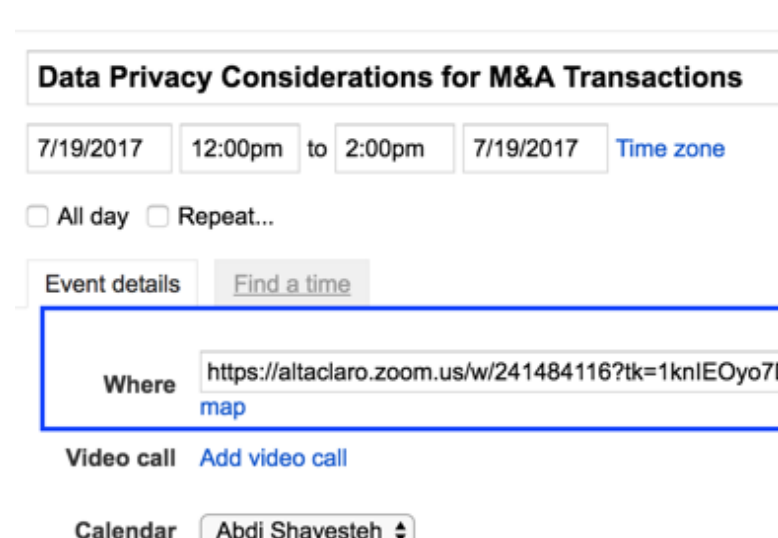 Data Privacy Considerations for M&A Transactions
7/19/2017 12:00pm to 2:00pm 7/19/2017 Time zone
All day Repeat...
Event details Find a time
Where https://altaclaro.zoom.us/w/241484116?tk=1knIEOyo7
map
Video call Add video call
Calendar Abdi Shayesteh